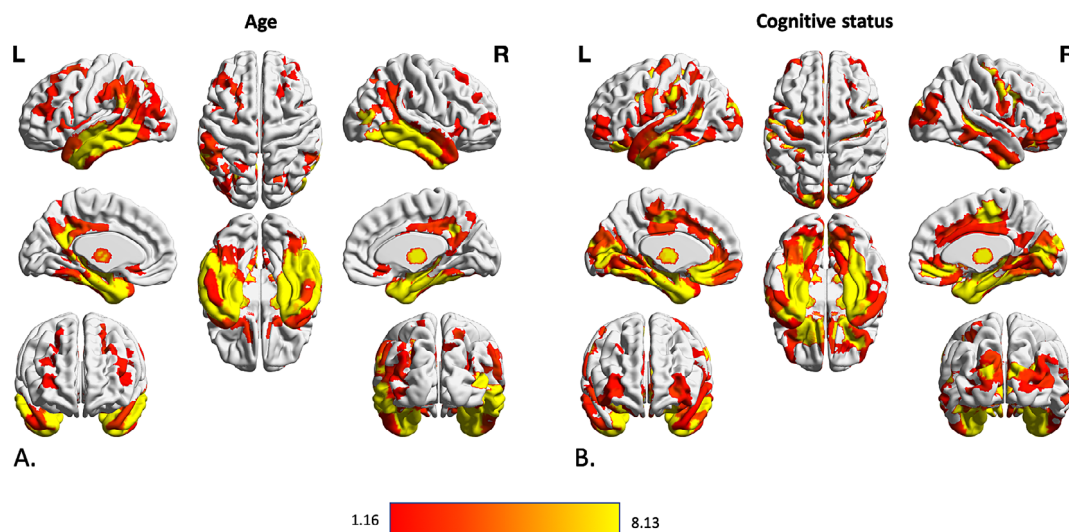 Age
Cognitive status
L
R
L
R
A.
B.
1.16
8.13